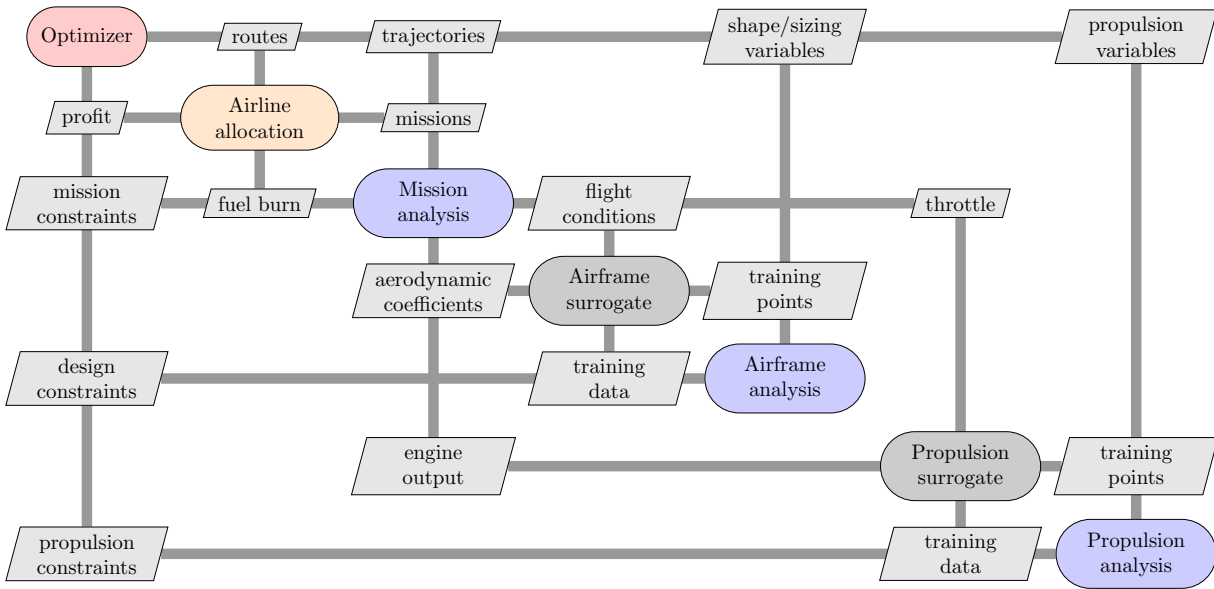 Optimizer
routes
trajectories
shape/sizing
variables
propulsion
variables
profit
Airline
allocation
missions
mission
constraints
fuel burn
Mission
analysis
flight
conditions
throttle
aerodynamic
coefficients
Airframe
surrogate
training
points
design
constraints
training
data
Airframe
analysis
engine
output
Propulsion
surrogate
training
points
propulsion
constraints
training
data
Propulsion
analysis